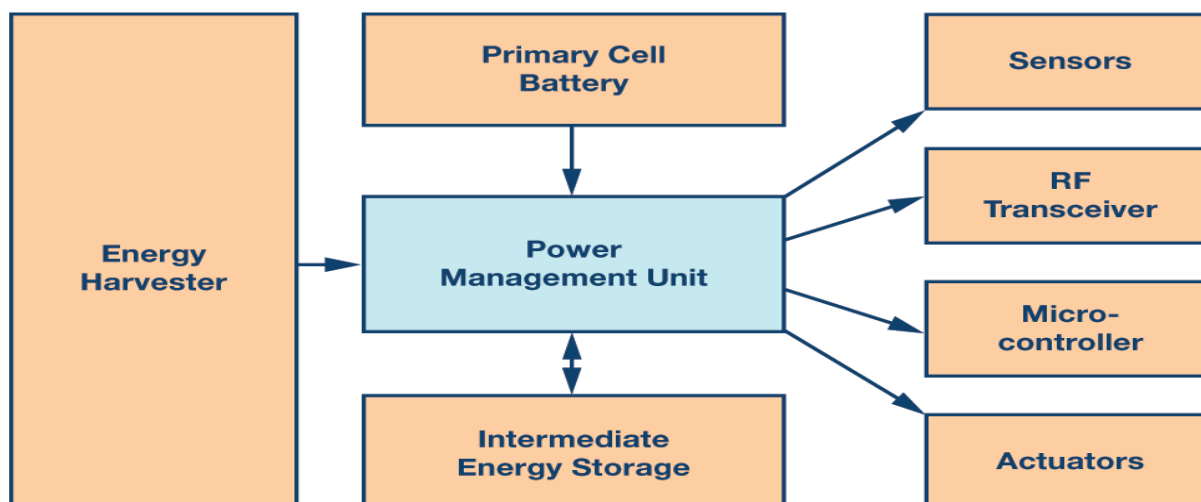 Energy
Harvester
Primary Cell
Battery
Power
Management Unit
Intermediate
Energy Storage
Sensors
RF
Transceiver
Micro-
controller
Actuators